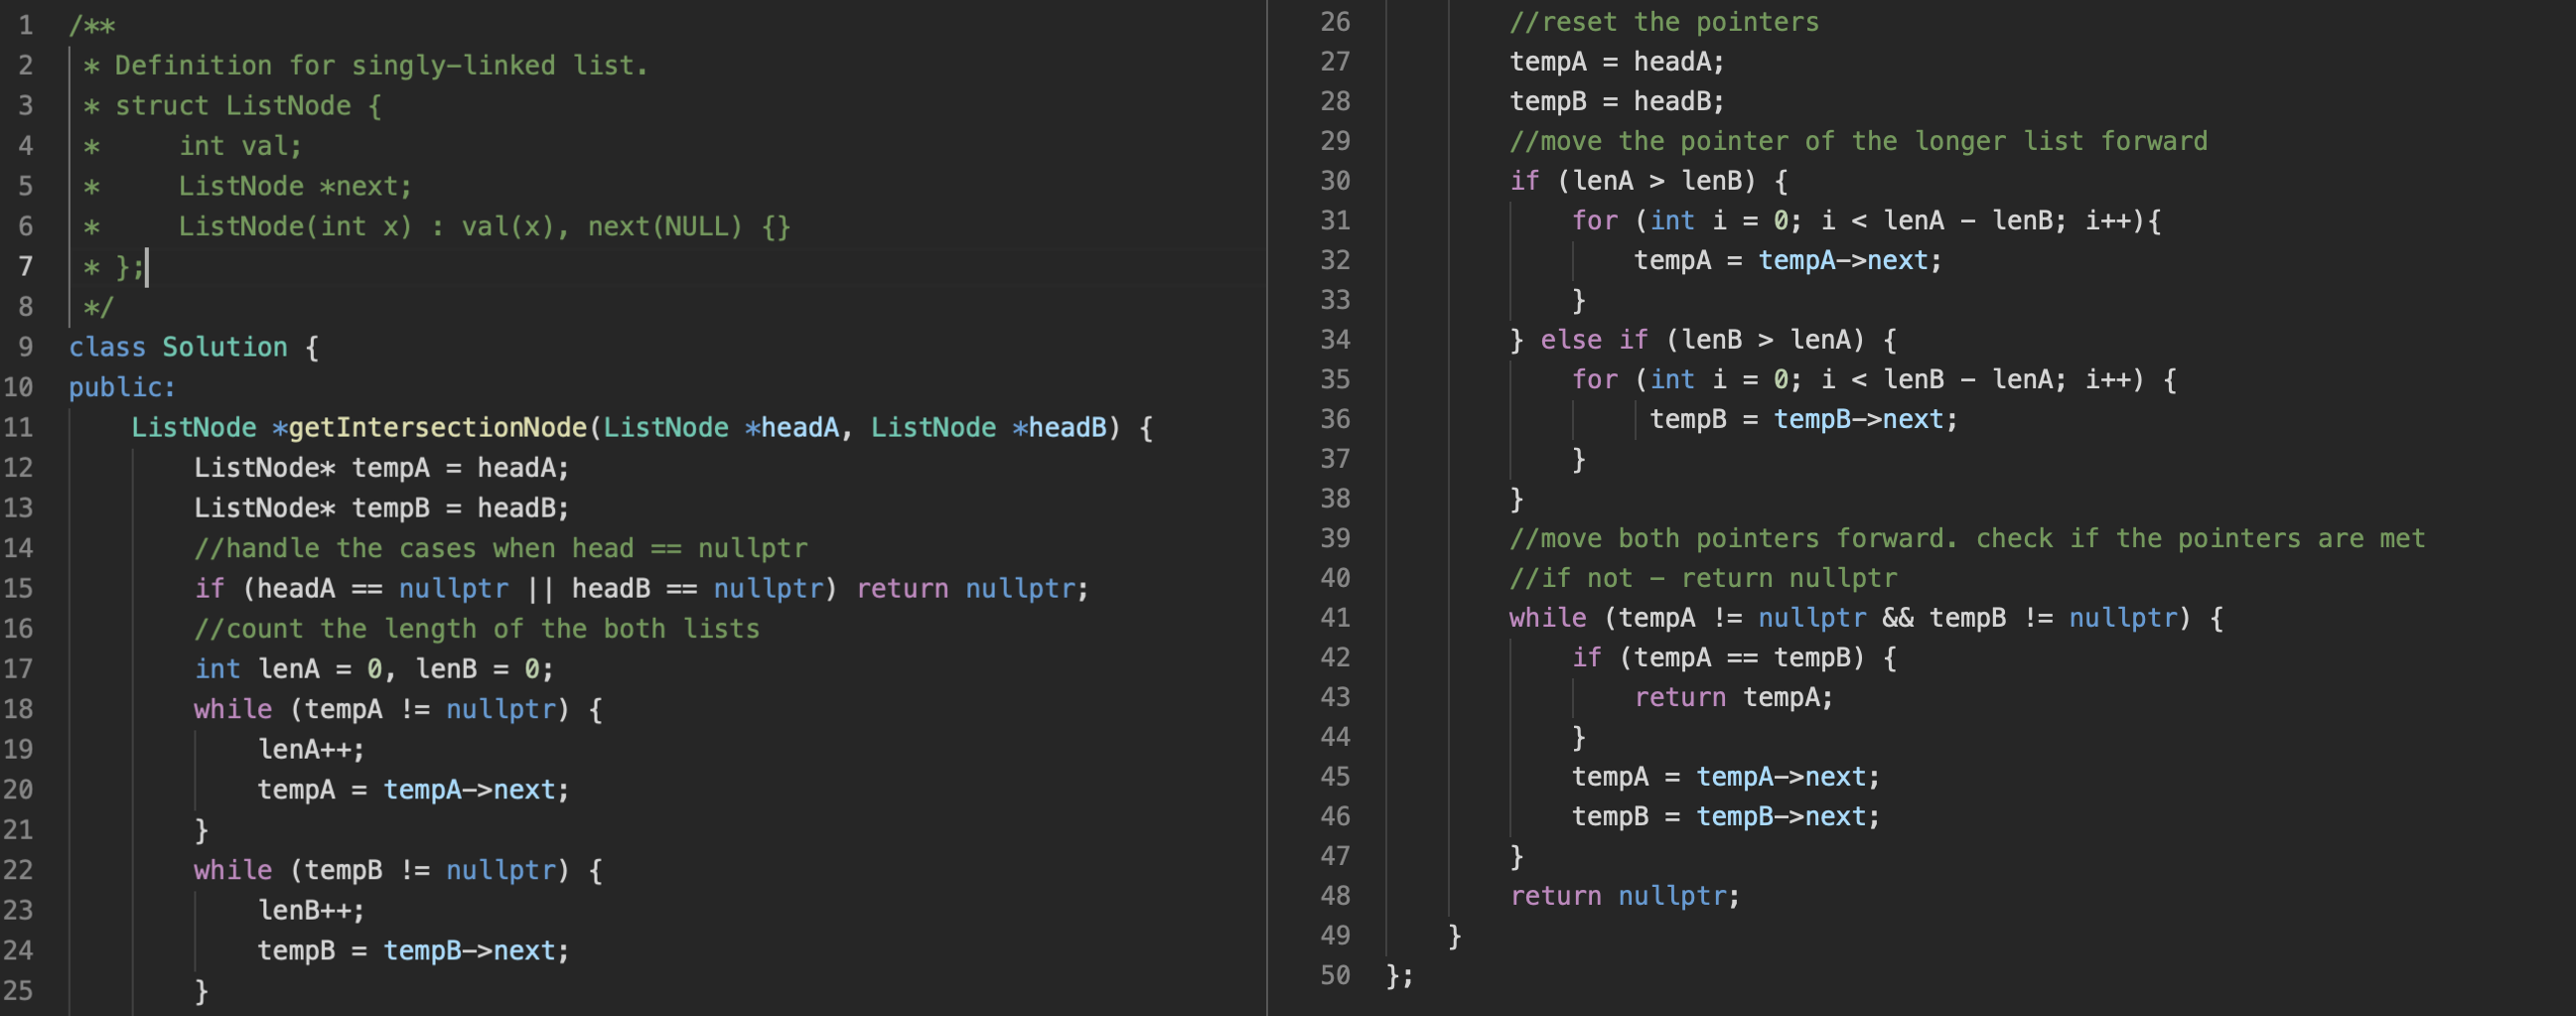 1 /**
2  * Definition for singly-linked list.
3  * struct ListNode {
4  *     int val;
5  *     ListNode *next;
6  *     ListNode(int x) : val(x), next(NULL) {}
7  * };
8  */
9 class Solution {
10 public:
11     ListNode *getIntersectionNode(ListNode *headA, ListNode *headB) {
12         ListNode* tempA = headA;
13         ListNode* tempB = headB;
14         //handle the cases when head == nullptr
15         if (headA == nullptr || headB == nullptr) return nullptr;
16         //count the length of the both lists
17         int lenA = 0, lenB = 0;
18         while (tempA != nullptr) {
19             lenA++;
20             tempA = tempA->next;
21         }
22         while (tempB != nullptr) {
23             lenB++;
24             tempB = tempB->next;
25         }
26         //reset the pointers
27         tempA = headA;
28         tempB = headB;
29         //move the pointer of the longer list forward
30         if (lenA > lenB) {
31             for (int i = 0; i < lenA - lenB; i++){
32                 tempA = tempA->next;
33             }
34         } else if (lenB > lenA) {
35             for (int i = 0; i < lenB - lenA; i++) {
36                  tempB = tempB->next;
37             }
38         }
39         //move both pointers forward. check if the pointers are met
40         //if not - return nullptr
41         while (tempA != nullptr && tempB != nullptr) {
42             if (tempA == tempB) {
43                 return tempA;
44             }
45             tempA = tempA->next;
46             tempB = tempB->next;
47         }
48         return nullptr;
49     }
50 };